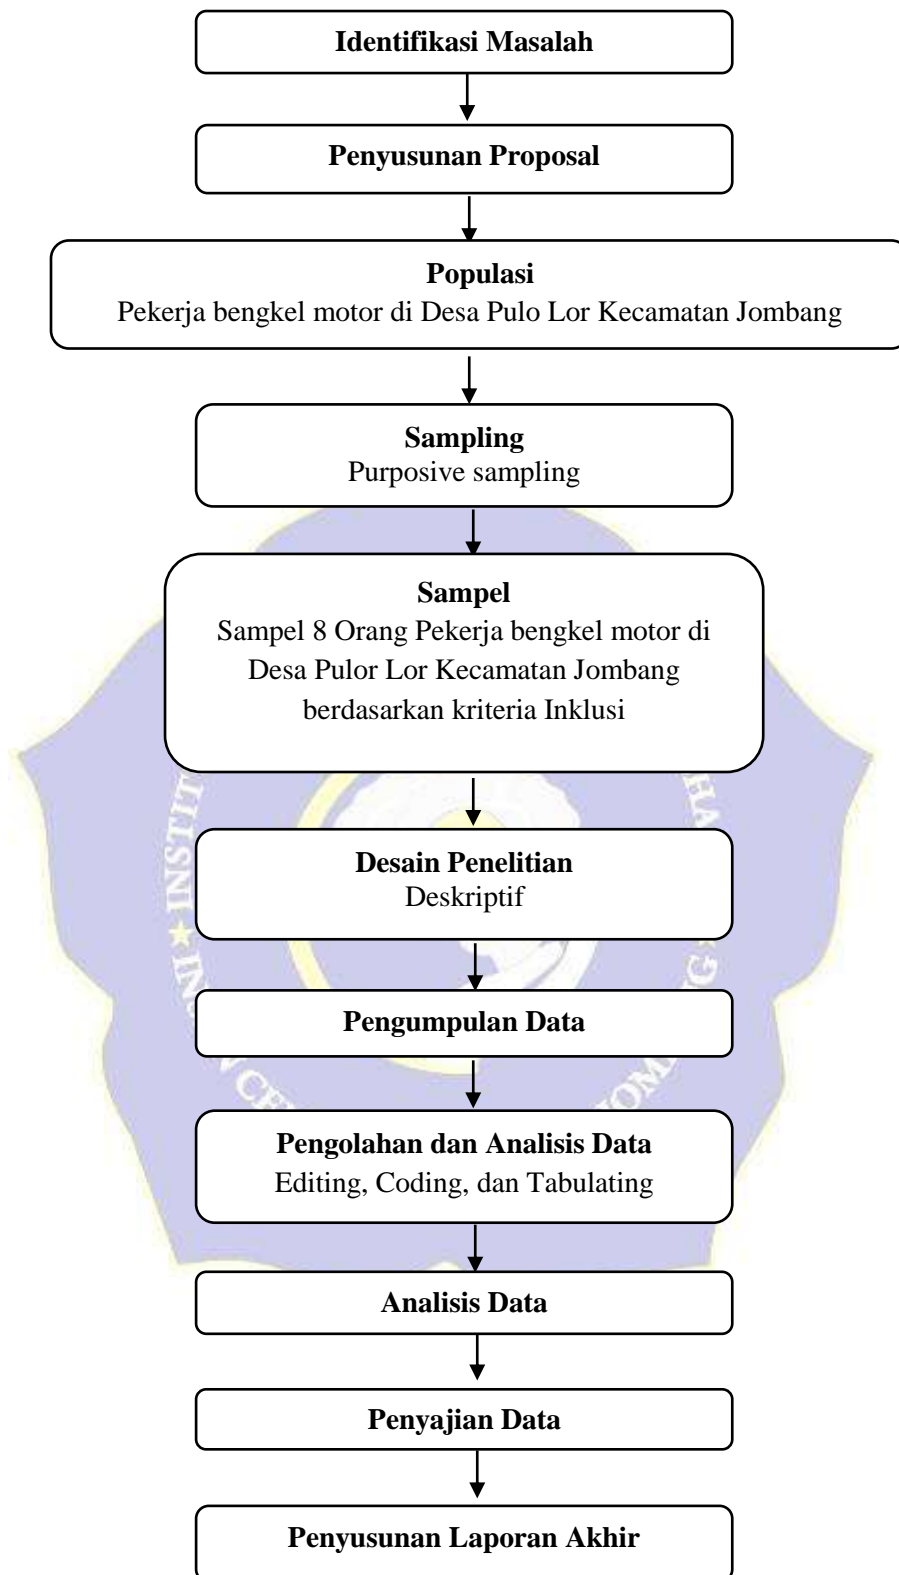 Identifikasi Masalah
Penyusunan Proposal
Populasi
Pekerja bengkel motor di Desa Pulo Lor Kecamatan Jombang
Sampling
Purposive sampling
Sampel
Sampel 8 Orang Pekerja bengkel motor di
Desa Pulor Lor Kecamatan Jombang
berdasarkan kriteria Inklusi
Desain Penelitian
Deskriptif
Pengumpulan Data
Pengolahan dan Analisis Data
Editing, Coding, dan Tabulating
Analisis Data
Penyajian Data
Penyusunan Laporan Akhir